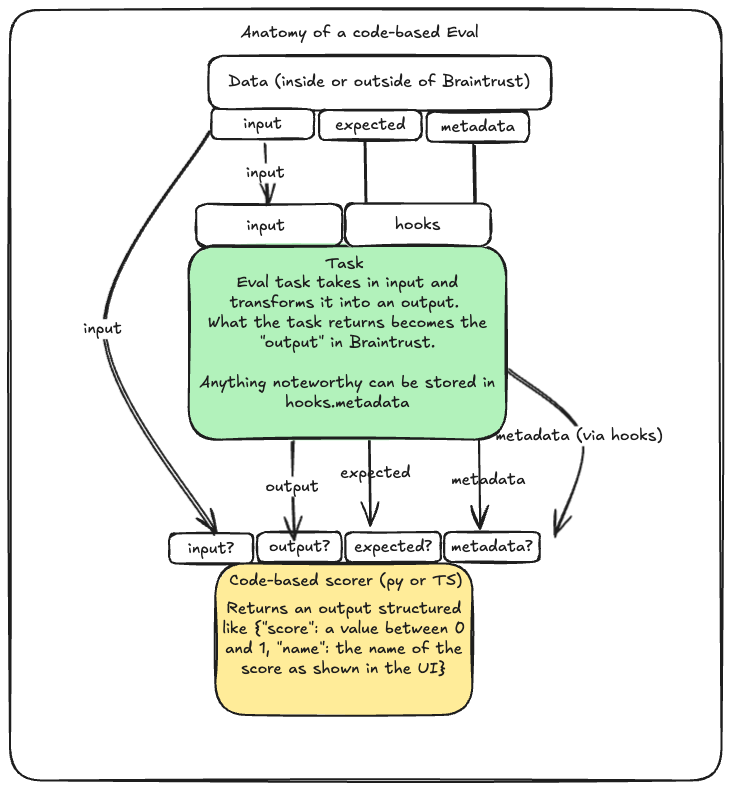 Anatomy of a code-based Eval
Data (inside or outside of Braintrust)
input
expected
metadata
input
input
hooks
Task
Eval task takes in input and
transforms it into an output.
What the task returns becomes the
"output" in Braintrust.
Anything noteworthy can be stored in
hooks.metadata
input
metadata (via hooks)
output
expected
metadata
input?
output?
expected?
metadata?
Code-based scorer (py or TS)
Returns an output structured
like {"score": a value between 0
and 1, "name": the name of the
score as shown in the UI}